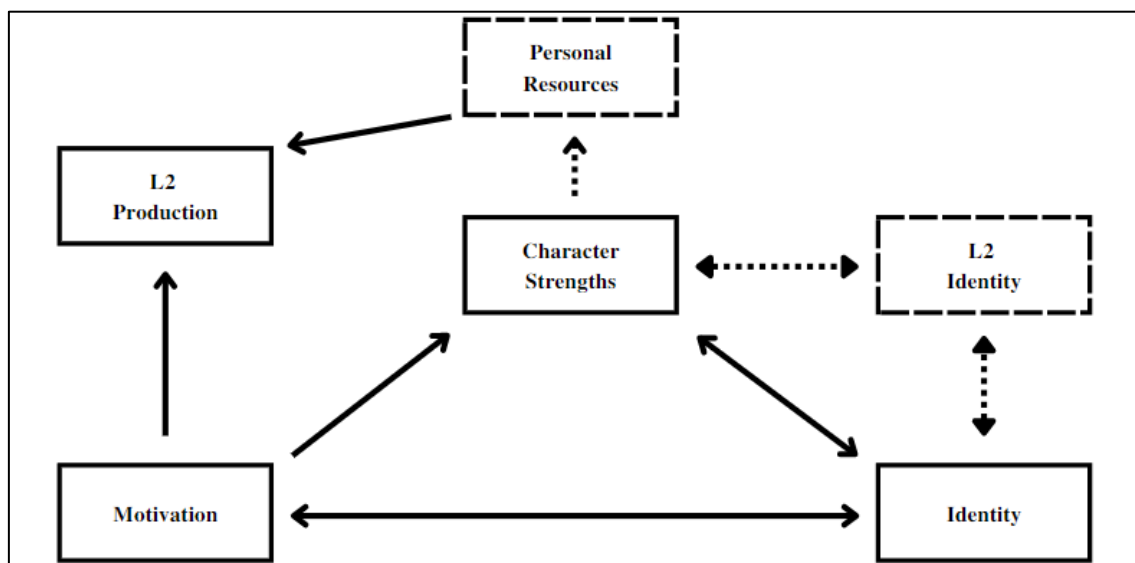 Personal
Resources
L2
Production
Character
Strengths
L2
Identity
Motivation
Identity